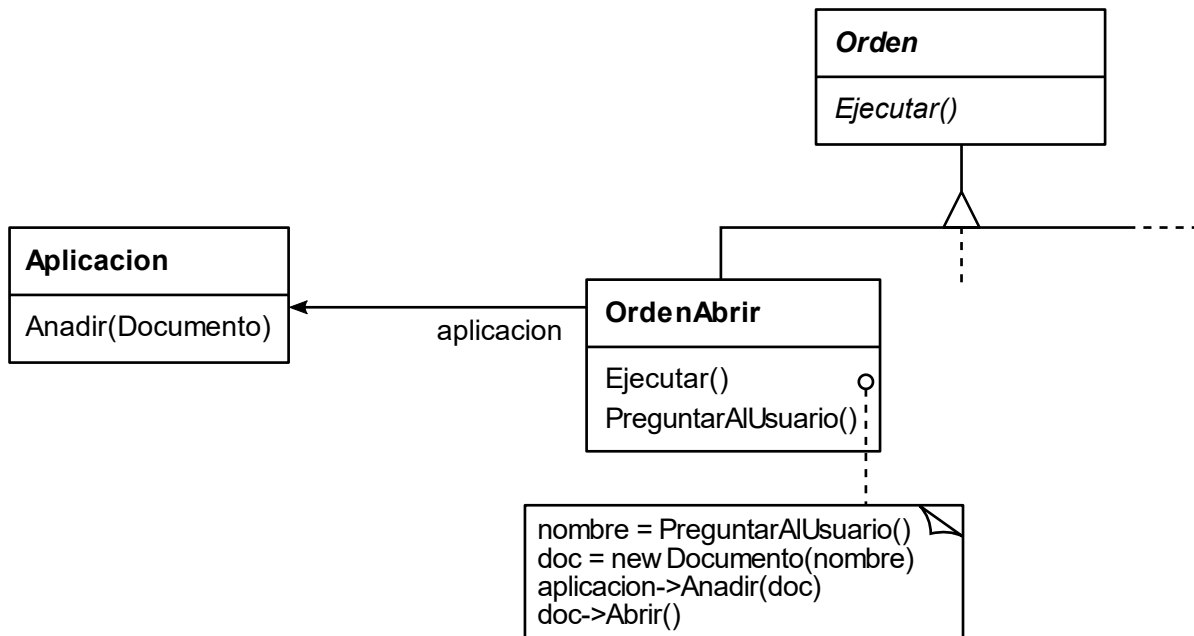 Orden
Ejecutar()
Aplicacion
Anadir(Documento)
aplicacion
OrdenAbrir
Ejecutar()
PreguntarAlUsuario()
nombre = PreguntarAlUsuario()
doc = new Documento(nombre)
aplicacion->Anadir(doc)
doc->Abrir()